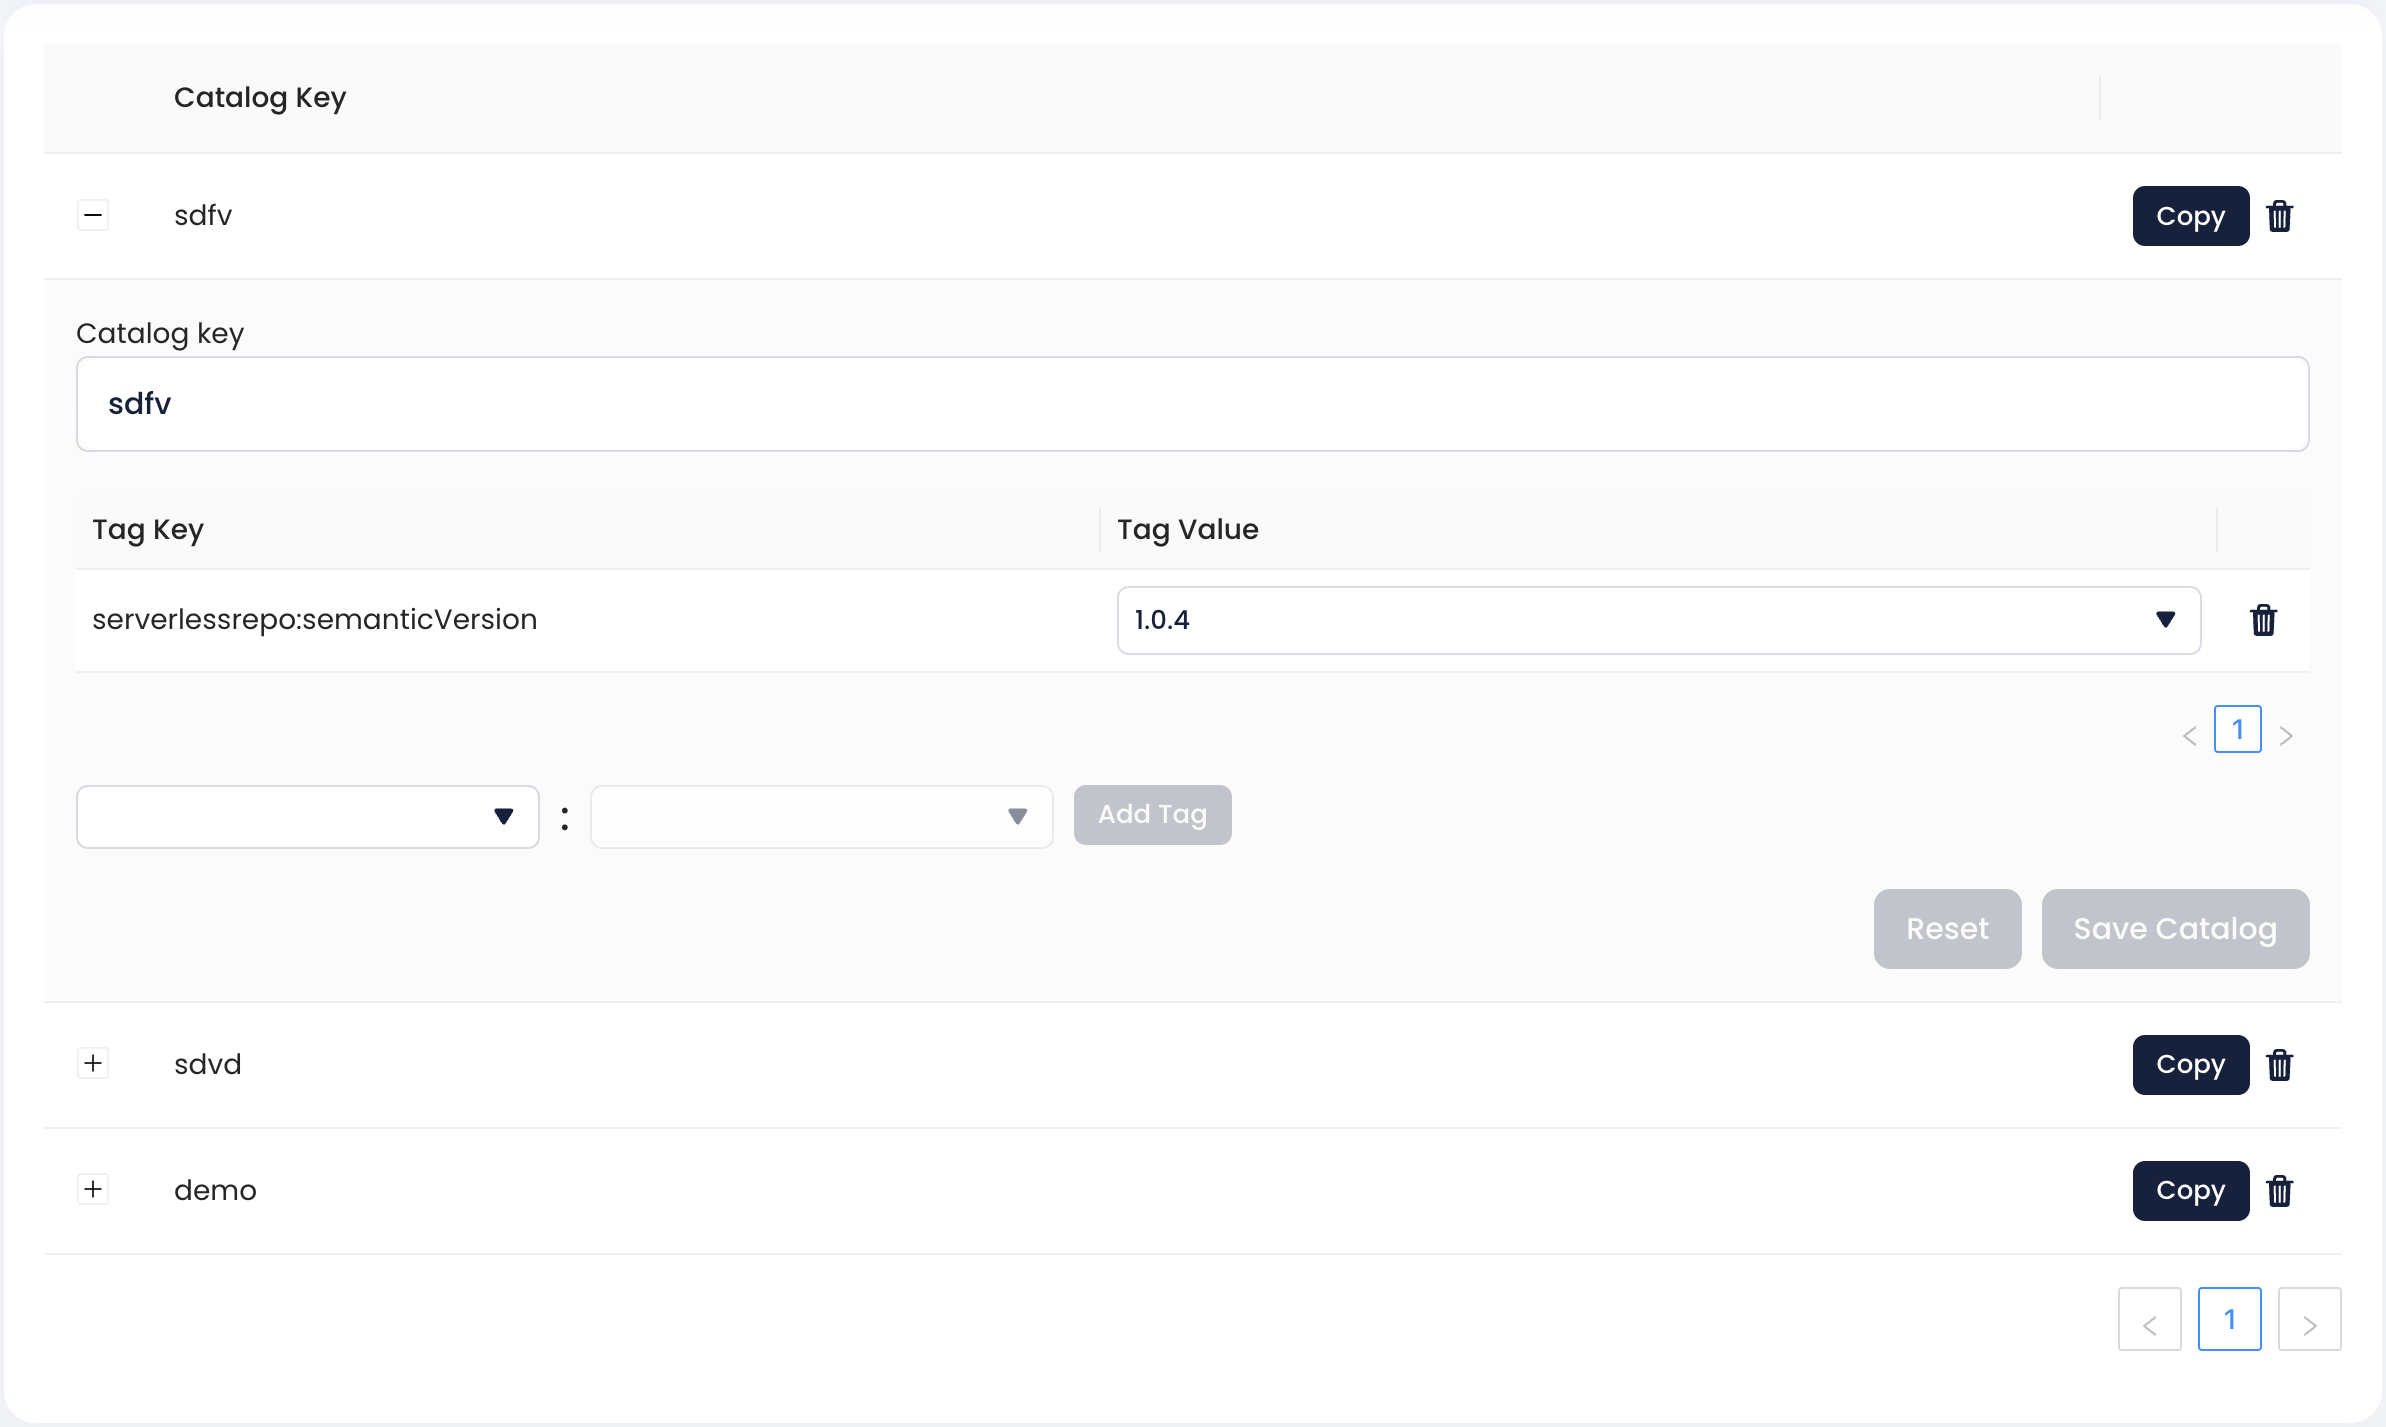 Catalog Key
sdfv Copy
Catalog key
sdfv
Tag Key Tag Value
serverlessrepo:semanticVersion 1.0.4
< 1 >
: Add Tag
Reset Save Catalog
sdvd Copy
demo Copy
< 1 >